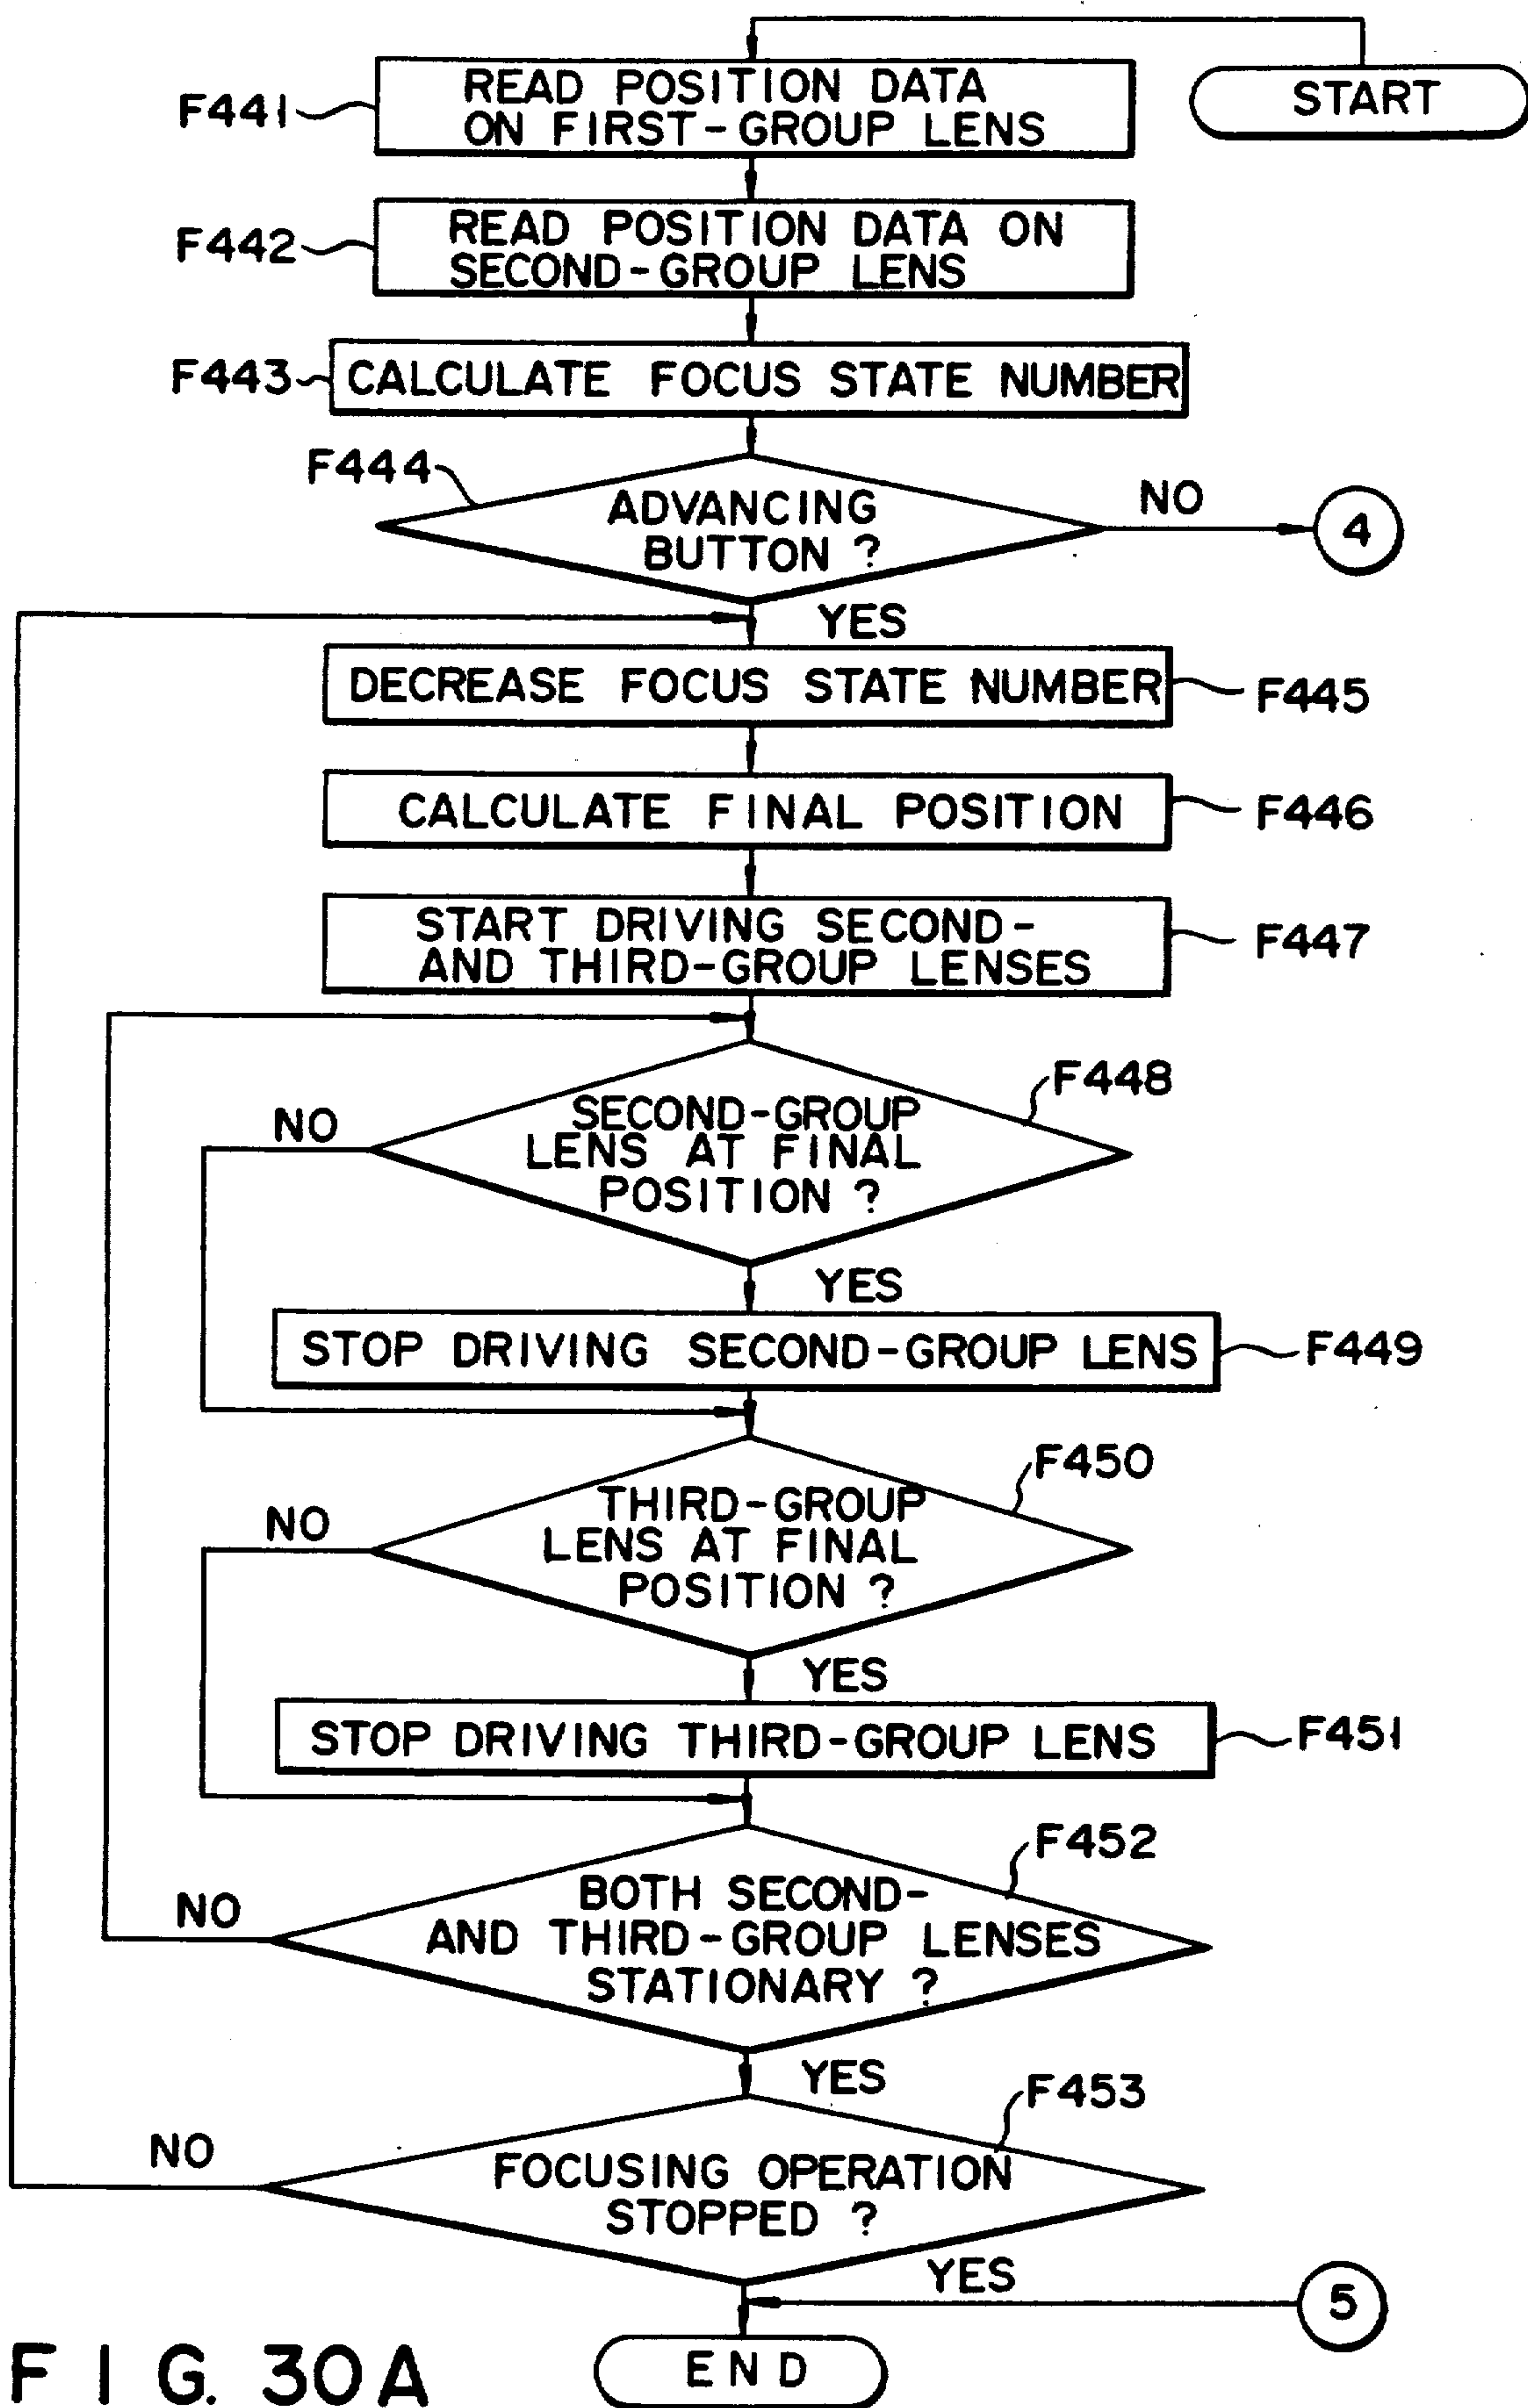 START
F441
READ POSITION DATA
ON FIRST-GROUP LENS
F442
READ POSITION DATA ON
SECOND-GROUP LENS
F443
CALCULATE FOCUS STATE NUMBER
F444
ADVANCING
BUTTON ?
NO
4
YES
DECREASE FOCUS STATE NUMBER
F445
CALCULATE FINAL POSITION
F446
START DRIVING SECOND-
AND THIRD-GROUP LENSES
F447
F448
NO
SECOND-GROUP
LENS AT FINAL
POSITION ?
YES
STOP DRIVING SECOND-GROUP LENS
F449
F450
NO
THIRD-GROUP
LENS AT FINAL
POSITION ?
YES
STOP DRIVING THIRD-GROUP LENS
F451
F452
NO
BOTH SECOND-
AND THIRD-GROUP LENSES
STATIONARY ?
YES
F453
NO
FOCUSING OPERATION
STOPPED ?
YES
5
END
FIG. 30A